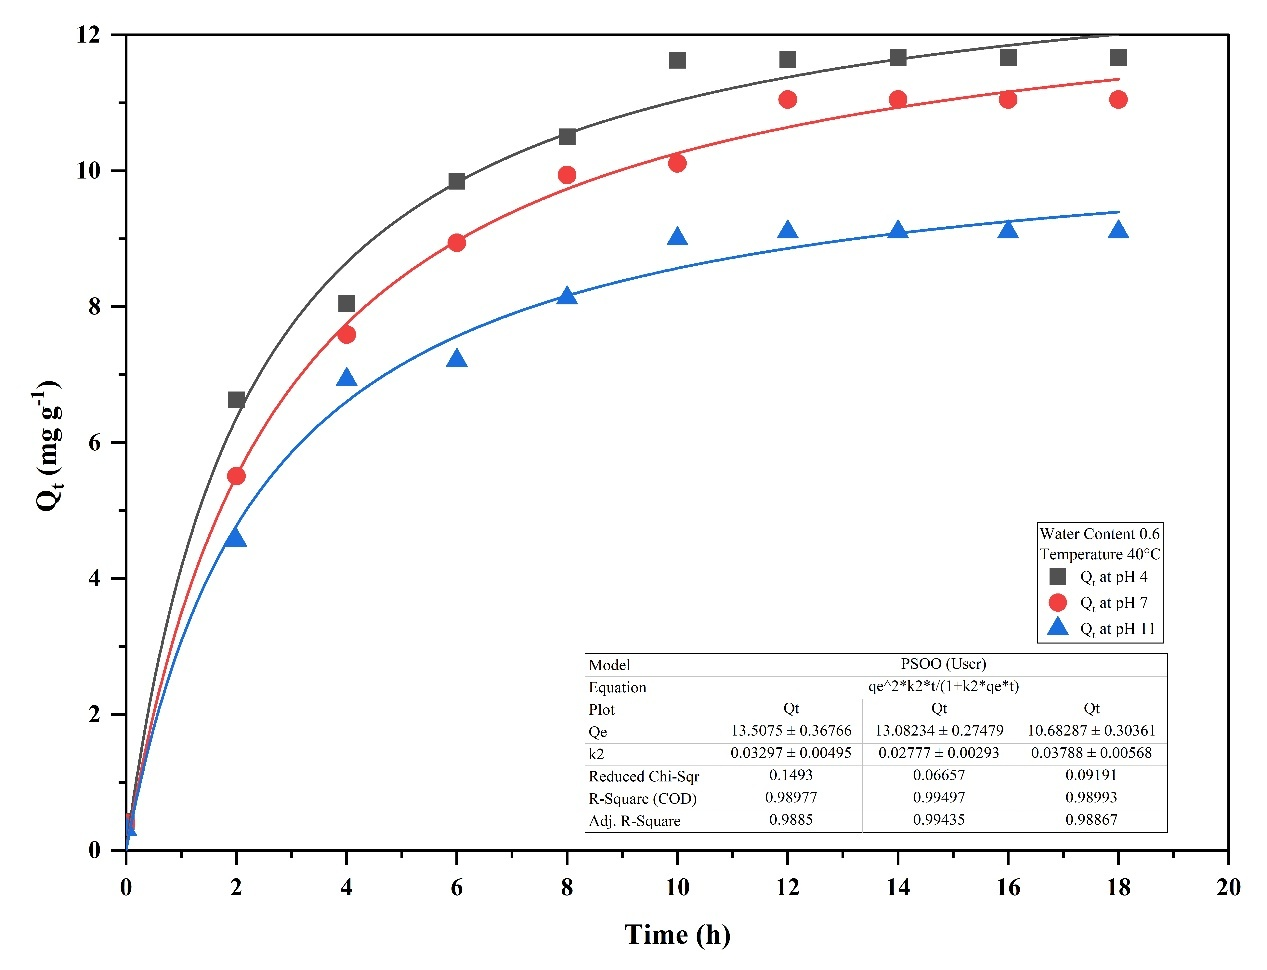 12
10
8
6
4
2
0
Qt (mg g-1)
0 2 4 6 8 10 12 14 16 18 20
Time (h)
Water Content 0.6
Temperature 40°C
Qt at pH 4
Qt at pH 7
Qt at pH 11
Model PSOO (User)
Equation qe^2*k2*t/(1+k2*qe*t)
Plot Qt Qt Qt
Qe 13.5075 ± 0.36766 13.08234 ± 0.27479 10.68287 ± 0.30361
k2 0.03297 ± 0.00495 0.02777 ± 0.00293 0.03788 ± 0.00568
Reduced Chi-Sqr 0.1493 0.06657 0.09191
R-Square (COD) 0.98977 0.99497 0.98993
Adj. R-Square 0.9885 0.99435 0.98867